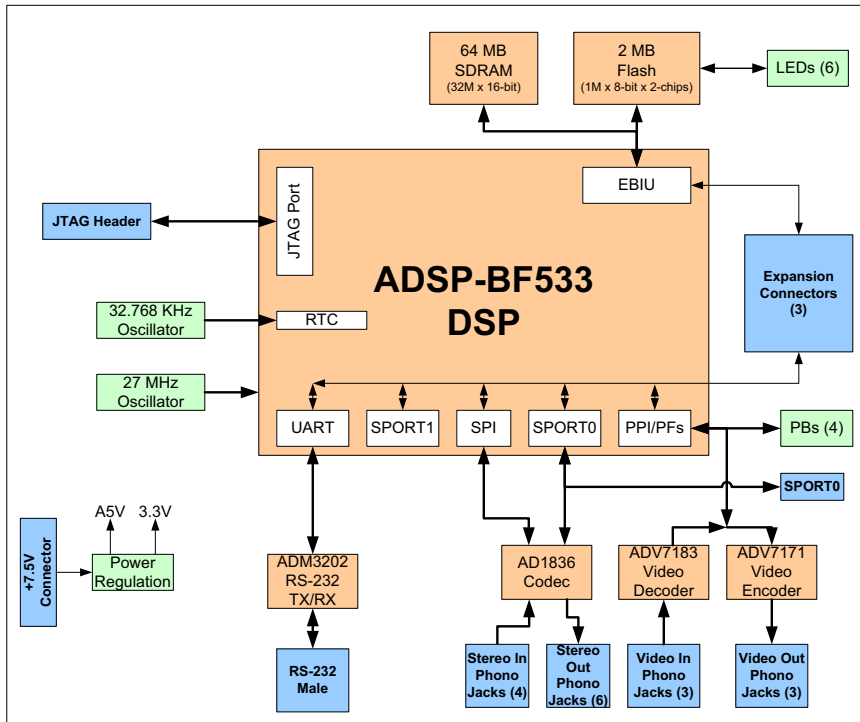 64 MB
SDRAM
(32M x 16-bit)
2 MB
Flash
(1M x 8-bit x 2-chips)
LEDs (6)
EBIU
JTAG Header
JTAG Port
ADSP-BF533
DSP
Expansion
Connectors
(3)
32.768 KHz
Oscillator
RTC
27 MHz
Oscillator
UART
SPORT1
SPI
SPORT0
PPI/PFs
PBs (4)
SPORT0
A5V
3.3V
+7.5V
Connector
Power
Regulation
ADM3202
RS-232
TX/RX
AD1836
Codec
ADV7183
Video
Decoder
ADV7171
Video
Encoder
RS-232
Male
Stereo In
Phono
Jacks (4)
Stereo
Out
Phono
Jacks (6)
Video In
Phono
Jacks (3)
Video Out
Phono
Jacks (3)